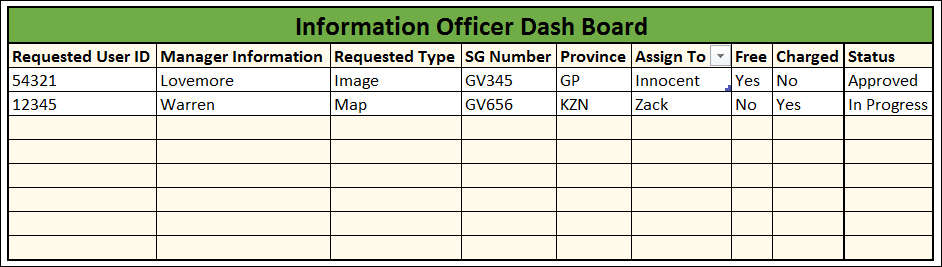 Information Officer Dash Board
Requested User ID Manager Information Requested Type SG Number Province Assign To Free Charged Status
54321 Lovemore Image GV345 GP Innocent Yes No Approved
12345 Warren Map GV656 KZN Zack No Yes In Progress